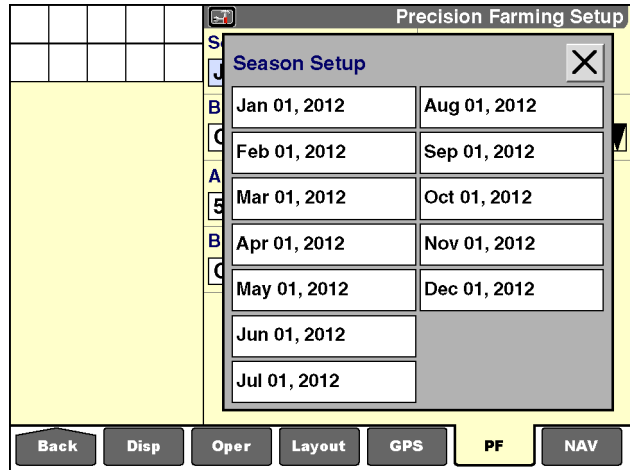 Precision Farming Setup
S
Season Setup
J
B
A
5
B
Jan 01, 2012
Feb 01, 2012
Mar 01, 2012
Apr 01, 2012
May 01, 2012
Jun 01, 2012
Jul 01, 2012
Aug 01, 2012
Sep 01, 2012
Oct 01, 2012
Nov 01, 2012
Dec 01, 2012
Back Disp Oper Layout GPS PF NAV